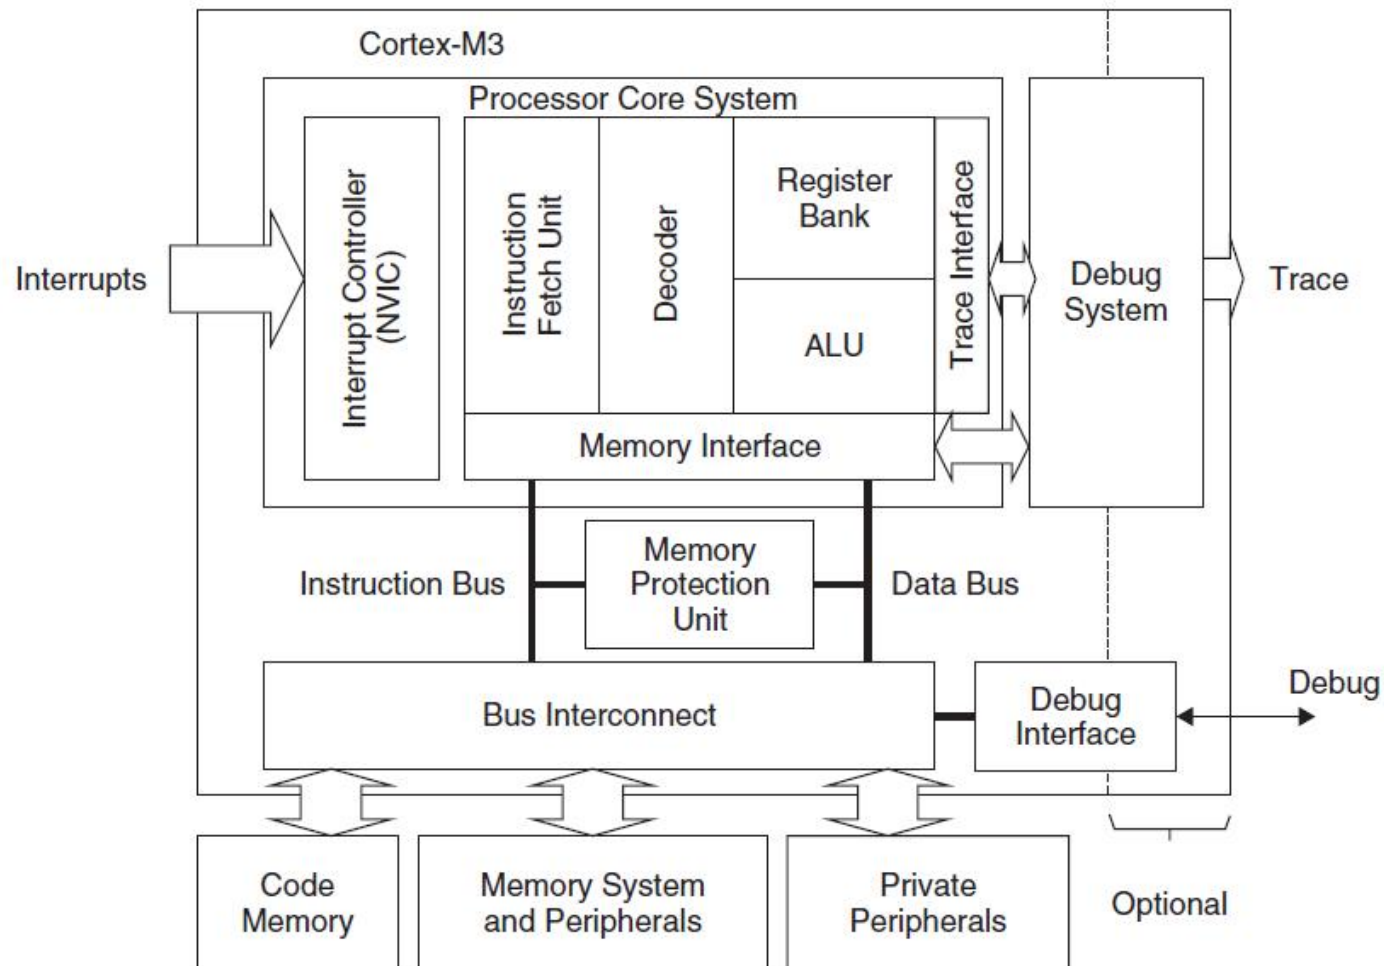 Cortex-M3
Processor Core System
Interrupts
Interrupt Controller
(NVIC)
Instruction
Fetch Unit
Decoder
Register
Bank
ALU
Trace Interface
Debug
System
Trace
Memory Interface
Instruction Bus
Memory
Protection
Unit
Data Bus
Bus Interconnect
Debug
Interface
Debug
Code
Memory
Memory System
and Peripherals
Private
Peripherals
Optional